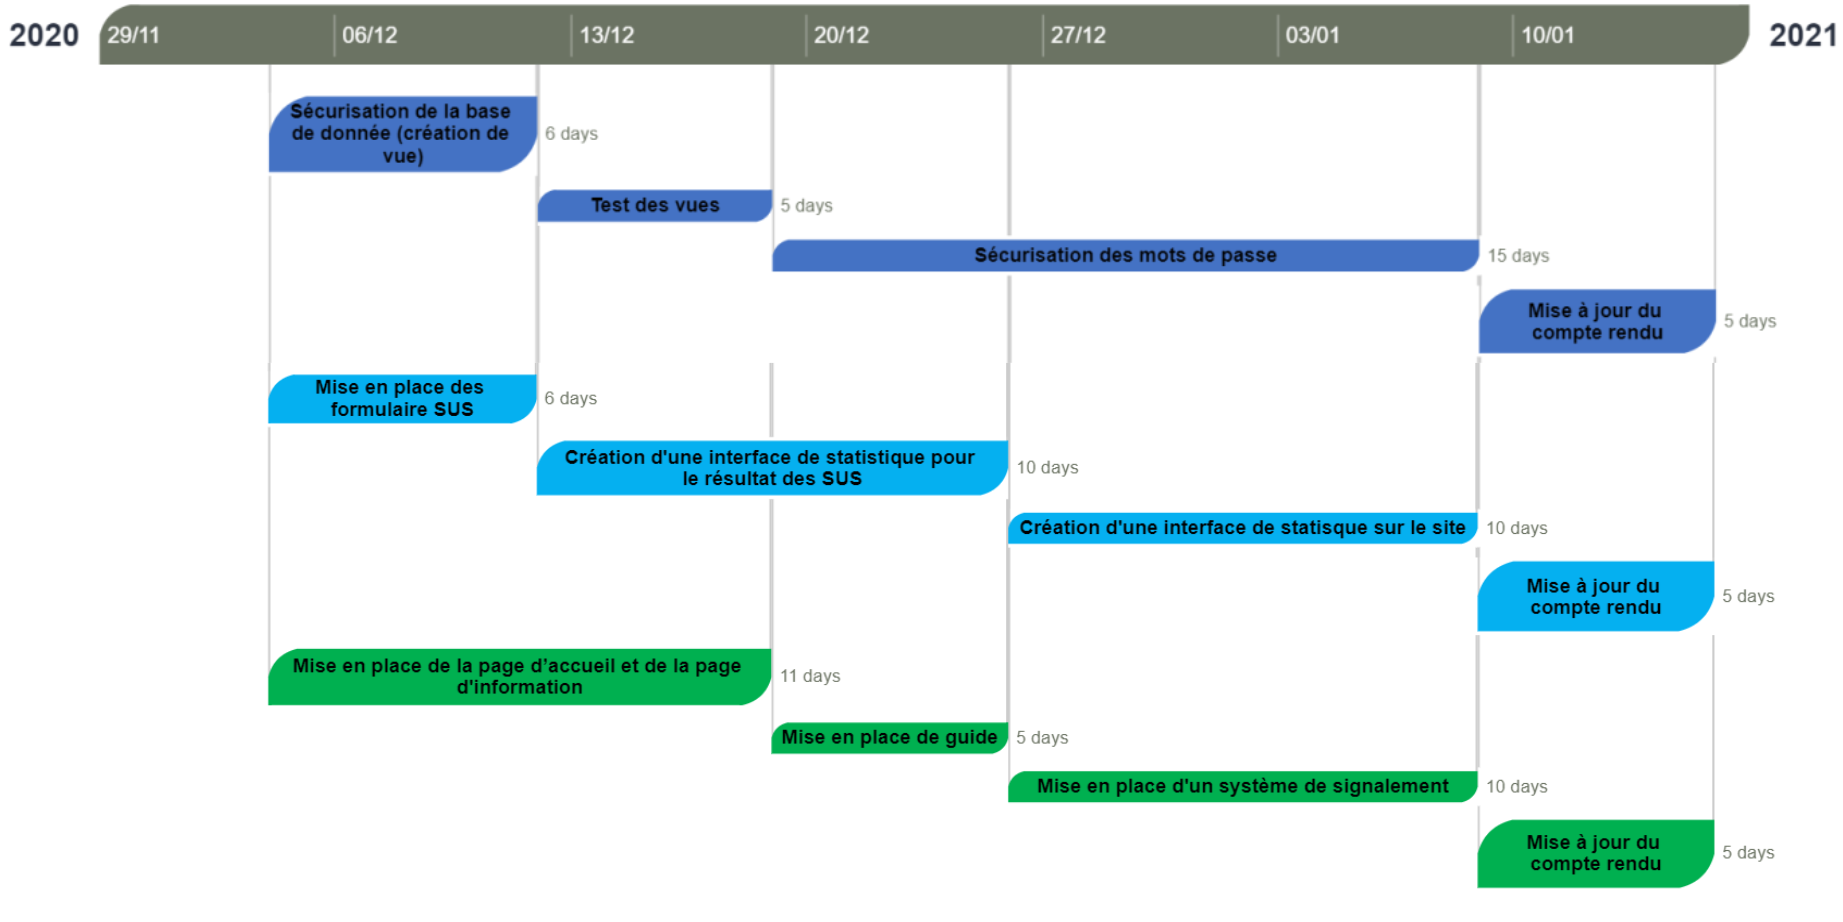 2020
29/11
06/12
13/12
20/12
27/12
03/01
10/01
2021
Sécurisation de la base
de donnée (création de
vue)
6 days
Test des vues
5 days
Sécurisation des mots de passe
15 days
Mise à jour du
compte rendu
5 days
Mise en place des
formulaire SUS
6 days
Création d'une interface de statistique pour
le résultat des SUS
10 days
Création d'une interface de statisque sur le site
10 days
Mise à jour du
compte rendu
5 days
Mise en place de la page d’accueil et de la page
d'information
11 days
Mise en place de guide
5 days
Mise en place d'un système de signalement
10 days
Mise à jour du
compte rendu
5 days